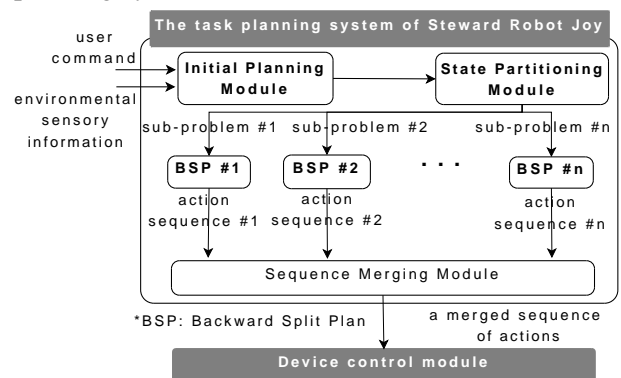 The task planning system of Steward Robot Joy
user
command
Initial Planning
Module
State Partitioning
Module
environmental
sensory
information
sub-problem #1
sub-problem #2
sub-problem #n
BSP #1
BSP #2
. . .
BSP #n
action
sequence #1
action
sequence #2
action
sequence #n
Sequence Merging Module
*BSP: Backward Split Plan
a merged sequence
of actions
Device control module